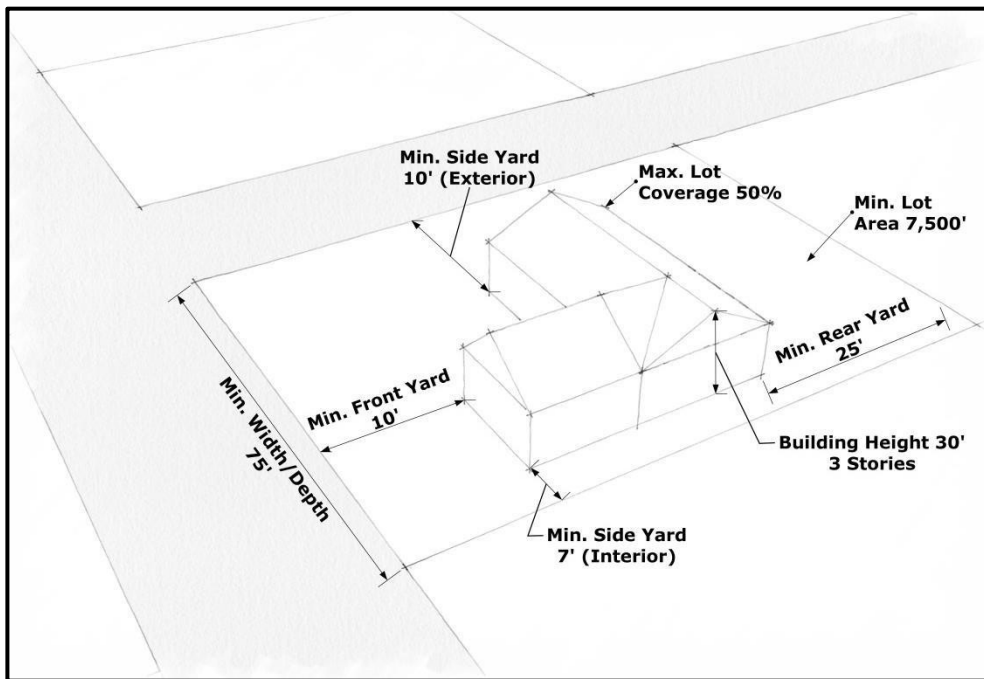 Min. Side Yard
10' (Exterior)
Max. Lot
Coverage 50%
Min. Lot
Area 7,500'
Min. Rear Yard
25'
Min. Front Yard
10'
Min. Width/Depth
75'
Building Height 30'
3 Stories
Min. Side Yard
7' (Interior)